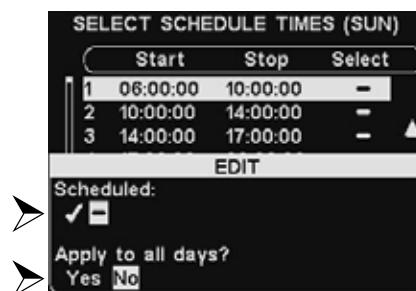 SELECT SCHEDULE TIMES (SUN)
Start Stop Select
1 06:00:00 10:00:00 –
2 10:00:00 14:00:00 –
3 14:00:00 17:00:00 –
EDIT
Scheduled:
✓ –
Apply to all days?
Yes No